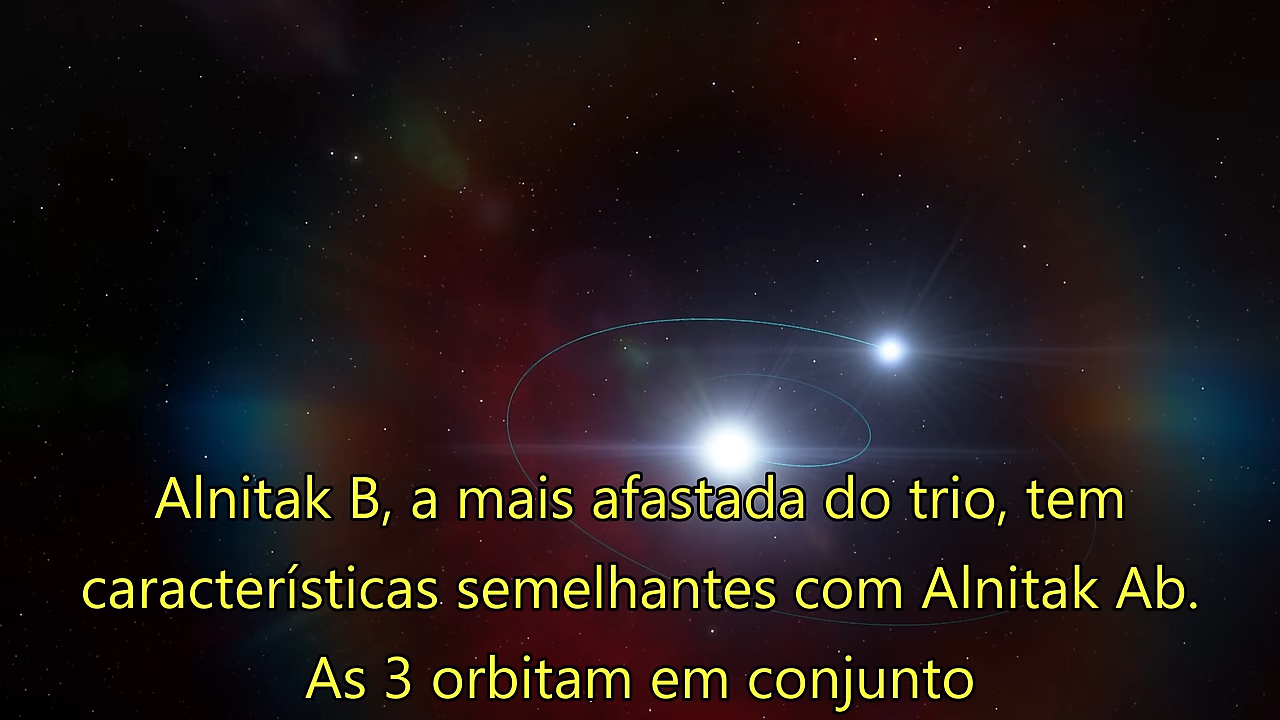 Alnitak B, a mais afastada do trio, tem
características semelhantes com Alnitak Ab.
As 3 orbitam em conjunto